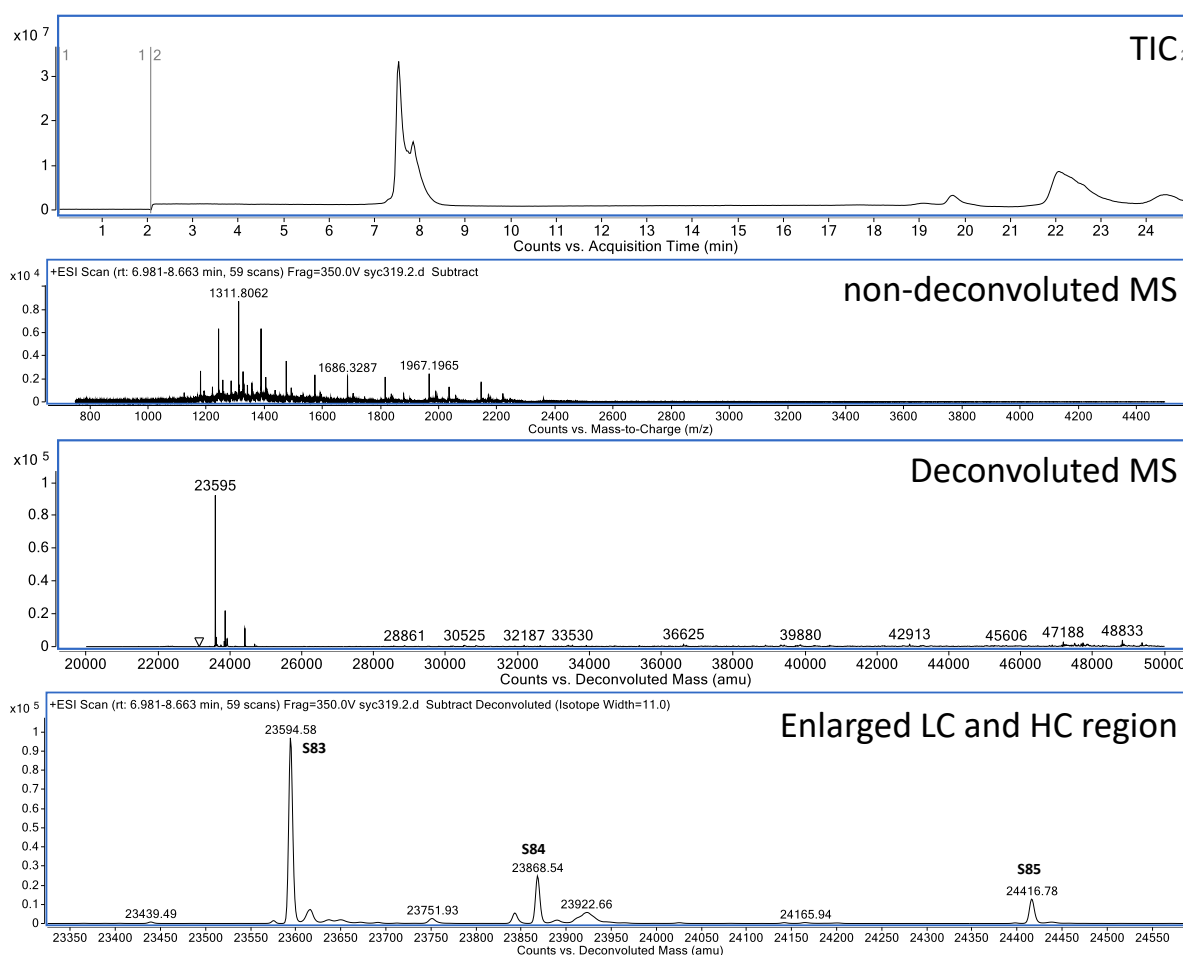 x10 7
TIC
1
1
2
3
2
1
0
1 2 3 4 5 6 7 8 9 10 11 12 13 14 15 16 17 18 19 20 21 22 23 24
Counts vs. Acquisition Time (min)
x10 4
+ESI Scan (rt: 6.981-8.663 min, 59 scans) Frag=350.0V syc319.2.d Subtract
non-deconvoluted MS
1311.8062
1686.3287
1967.1965
0.8
0.6
0.4
0.2
0
800 1000 1200 1400 1600 1800 2000 2200 2400 2600 2800 3000 3200 3400 3600 3800 4000 4200 4400
Counts vs. Mass-to-Charge (m/z)
x10 5
Deconvoluted MS
1
0.8
0.6
0.4
0.2
0
23595
28861 30525 32187 33530 36625 39880 42913 45606 47188 48833
20000 22000 24000 26000 28000 30000 32000 34000 36000 38000 40000 42000 44000 46000 48000 50000
Counts vs. Deconvoluted Mass (amu)
x10 5
+ESI Scan (rt: 6.981-8.663 min, 59 scans) Frag=350.0V syc319.2.d Subtract Deconvoluted (Isotope Width=11.0)
Enlarged LC and HC region
1
0.9
0.8
0.7
0.6
0.5
0.4
0.3
0.2
0.1
0
23594.58
S83
S84
23868.54
S85
24416.78
23439.49
23751.93
23922.66
24165.94
23350 23400 23450 23500 23550 23600 23650 23700 23750 23800 23850 23900 23950 24000 24050 24100 24150 24200 24250 24300 24350 24400 24450 24500 24550
Counts vs. Deconvoluted Mass (amu)